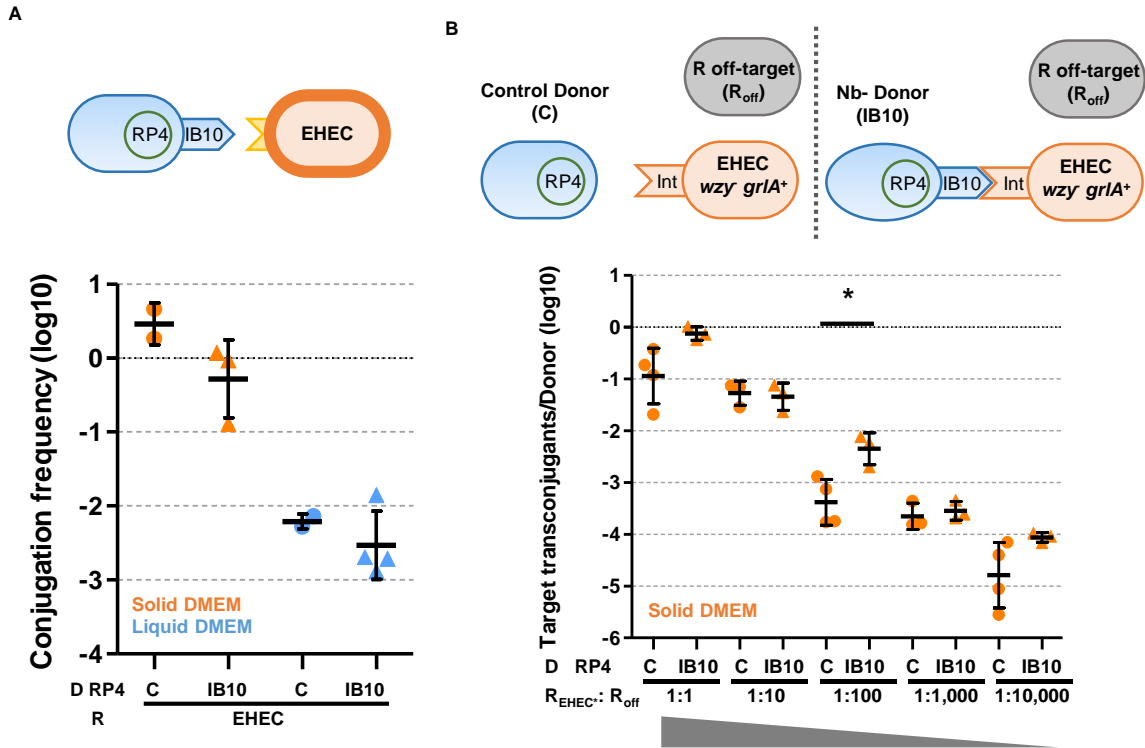 A
RP4 IB10 EHEC
Conjugation frequency (log10)
1
0
-1
-2
-3
-4
Solid DMEM
Liquid DMEM
D RP4 C IB10 C IB10
R EHEC
B
Control Donor
(C)
R off-target
(Roff)
Nb- Donor
(IB10)
R off-target
(Roff)
RP4
Int
EHEC
wzy- grlA+
RP4 IB10 Int
EHEC
wzy- grlA+
Target transconjugants/Donor (log10)
1
0
-1
-2
-3
-4
-5
-6
*
Solid DMEM
D RP4 C IB10 C IB10 C IB10 C IB10 C IB10
REHEC*: Roff 1:1 1:10 1:100 1:1,000 1:10,000